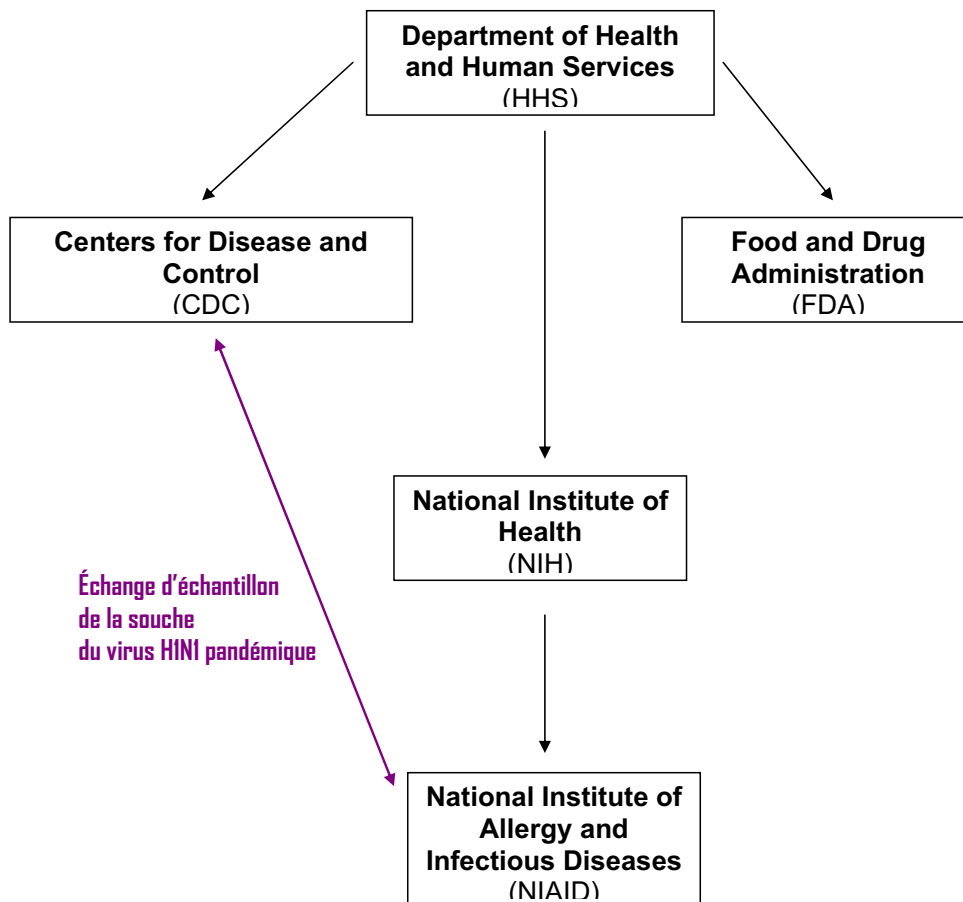 Department of Health
and Human Services
(HHS)
Centers for Disease and
Control
(CDC)
Food and Drug
Administration
(FDA)
National Institute of
Health
(NIH)
Échange d’échantillon
de la souche
du virus H1N1 pandémique
National Institute of
Allergy and
Infectious Diseases
(NIAID)